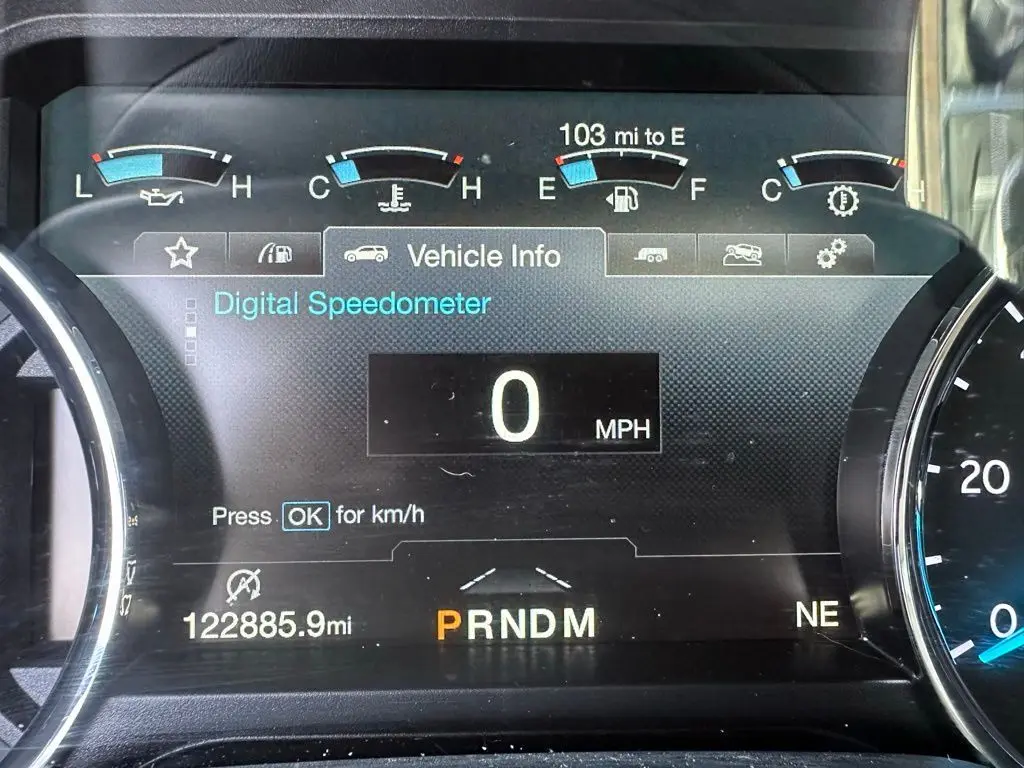 103 mi to E
L H C H E F C H
Vehicle Info
Digital Speedometer
0 MPH
Press OK for km/h
20
A
122885.9mi
PRNDM
NE
0